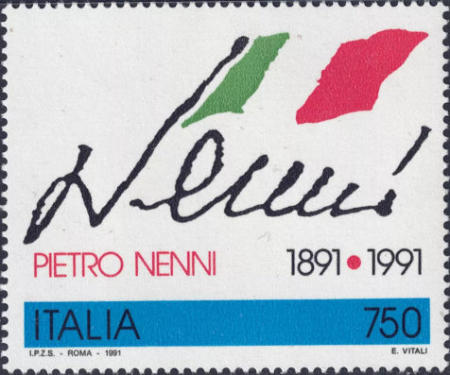 Nenni
PIETRO NENNI 1891 • 1991
ITALIA 750
I.P.Z.S. - ROMA - 1991 E. VITALI